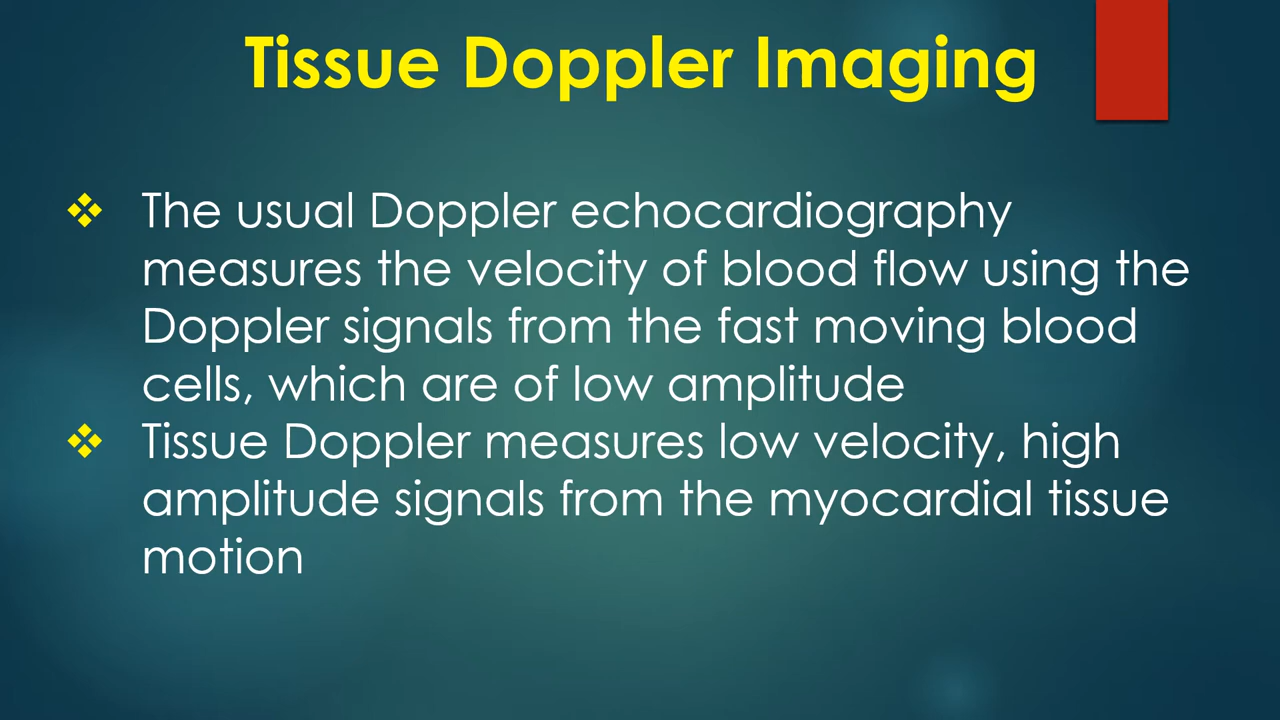 Tissue Doppler Imaging
The usual Doppler echocardiography
measures the velocity of blood flow using the
Doppler signals from the fast moving blood
cells, which are of low amplitude
Tissue Doppler measures low velocity, high
amplitude signals from the myocardial tissue
motion